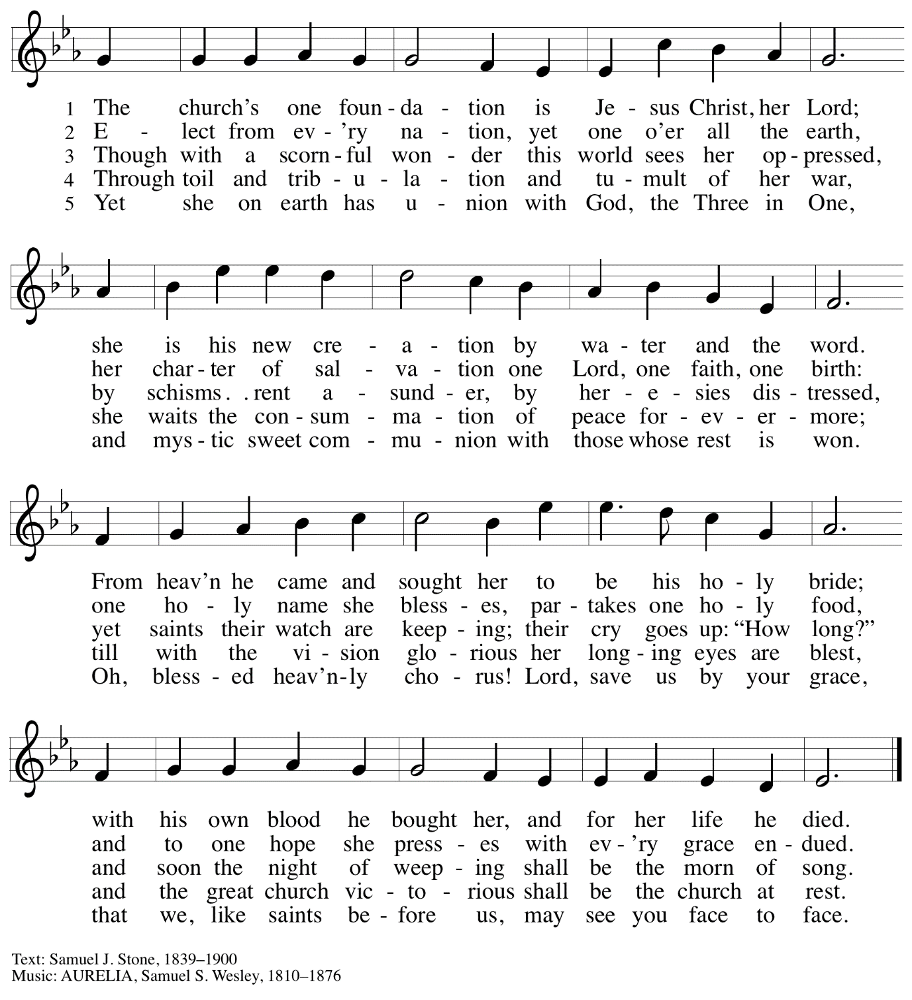 1 The church's one foun - da - tion is Je - sus Christ, her Lord;
2 E - lect from ev - 'ry na - tion, yet one o'er all the earth,
3 Though with a scorn - ful won - der this world sees her op - pressed,
4 Through toil and trib - u - la - tion and tu - mult of her war,
5 Yet she on earth has u - nion with God, the Three in One,
she is his new cre - a - tion by wa - ter and the word.
her char - ter of sal - va - tion one Lord, one faith, one birth:
by schisms . . rent a - sund - er, by her - e - sies dis - tressed,
she waits the con - sum - ma - tion of peace for - ev - er - more;
and mys - tic sweet com - mu - nion with those whose rest is won.
From heav'n he came and sought her to be his ho - ly bride;
one ho - ly name she bless - es, par - takes one ho - ly food,
yet saints their watch are keep - ing; their cry goes up: “How long?”
till with the vi - sion glo - rious her long - ing eyes are blest,
Oh, bless - ed heav'n - ly cho - rus! Lord, save us by your grace,
with his own blood he bought her, and for her life he died.
and to one hope she press - es with ev - 'ry grace en - dued.
and soon the night of weep - ing shall be the morn of song.
and the great church vic - to - rious shall be the church at rest.
that we, like saints be - fore us, may see you face to face.
Text: Samuel J. Stone, 1839–1900
Music: AURELIA, Samuel S. Wesley, 1810–1876